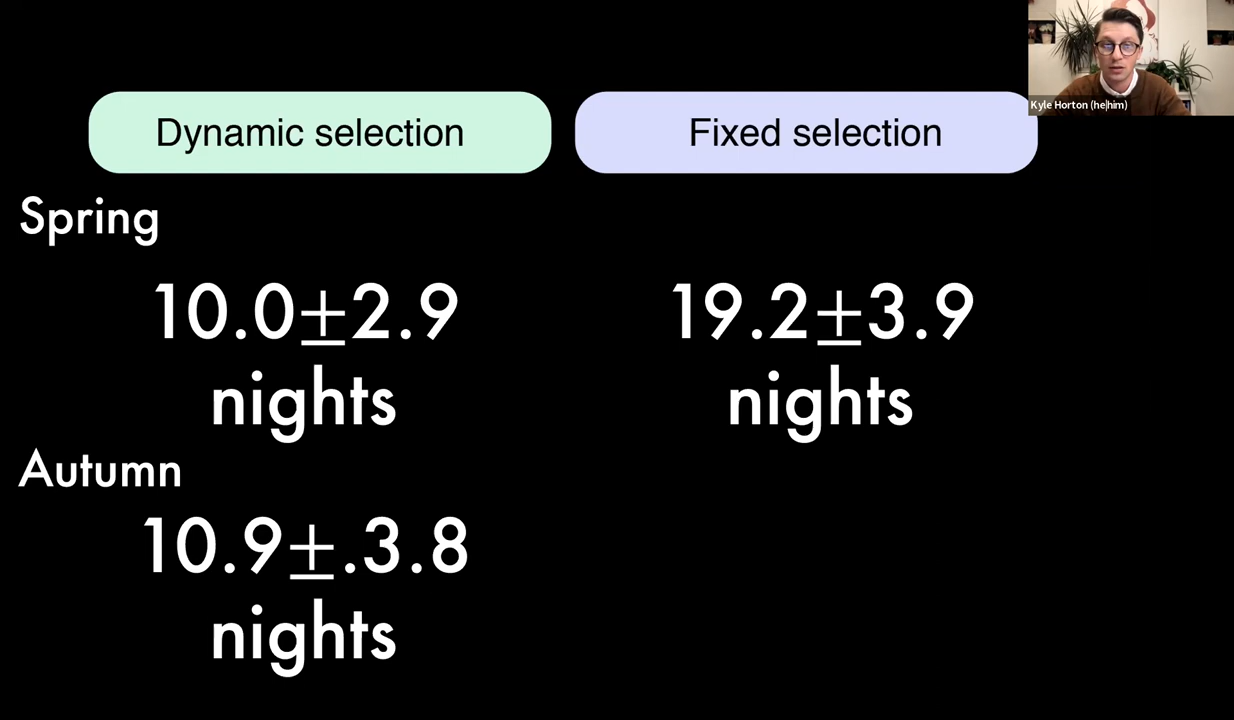 Kyle Horton (he|him)
Dynamic selection
Fixed selection
Spring
10.0±2.9
nights
19.2±3.9
nights
Autumn
10.9±.3.8
nights